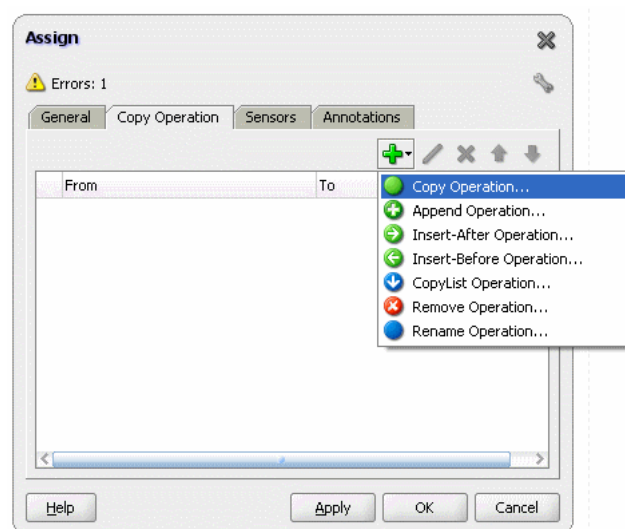 Assign
Errors: 1
General Copy Operation Sensors Annotations
From To
Copy Operation...
Append Operation...
Insert-After Operation...
Insert-Before Operation...
CopyList Operation...
Remove Operation...
Rename Operation...
Help Apply OK Cancel